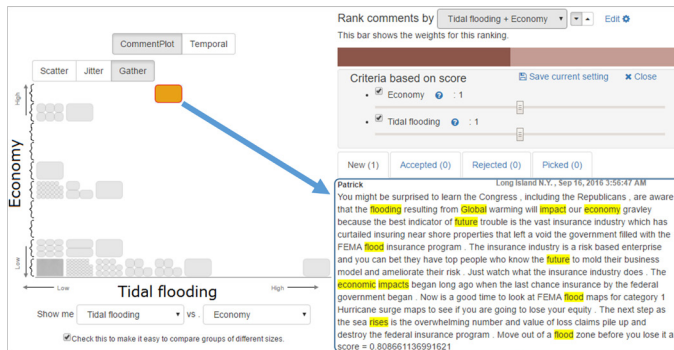 CommentPlot Temporal
Scatter Jitter Gather
High
Economy
Low
Low High
Tidal flooding
Show me Tidal flooding vs . Economy
Check this to make it easy to compare groups of different sizes.
Rank comments by Tidal flooding + Economy Edit
This bar shows the weights for this ranking.
Criteria based on score Save current setting Close
Economy : 1
Tidal flooding : 1
New (1) Accepted (0) Rejected (0) Picked (0)
Patrick Long Island N.Y. , Sep 16, 2016 3:56:47 AM
You might be surprised to learn the Congress , including the Republicans , are aware
that the flooding resulting from Global warming will impact our economy gravley
because the best indicator of future trouble is the vast insurance industry which has
curtailed insuring near shore properties that left a void the government filled with the
FEMA flood insurance program . The insurance industry is a risk based enterprise
and you can bet they have top people who know the future to mold their business
model and ameliorate their risk . Just watch what the insurance industry does . The
economic impacts began long ago when the last chance insurance by the federal
government began . Now is a good time to look at FEMA flood maps for category 1
Hurricane surge maps to see if you are going to lose your equity . The next step as
the sea rises is the overwhelming number and value of loss claims pile up and
destroy the federal insurance program . Move out of a flood zone before you lose it a
score = 0.808661136991621